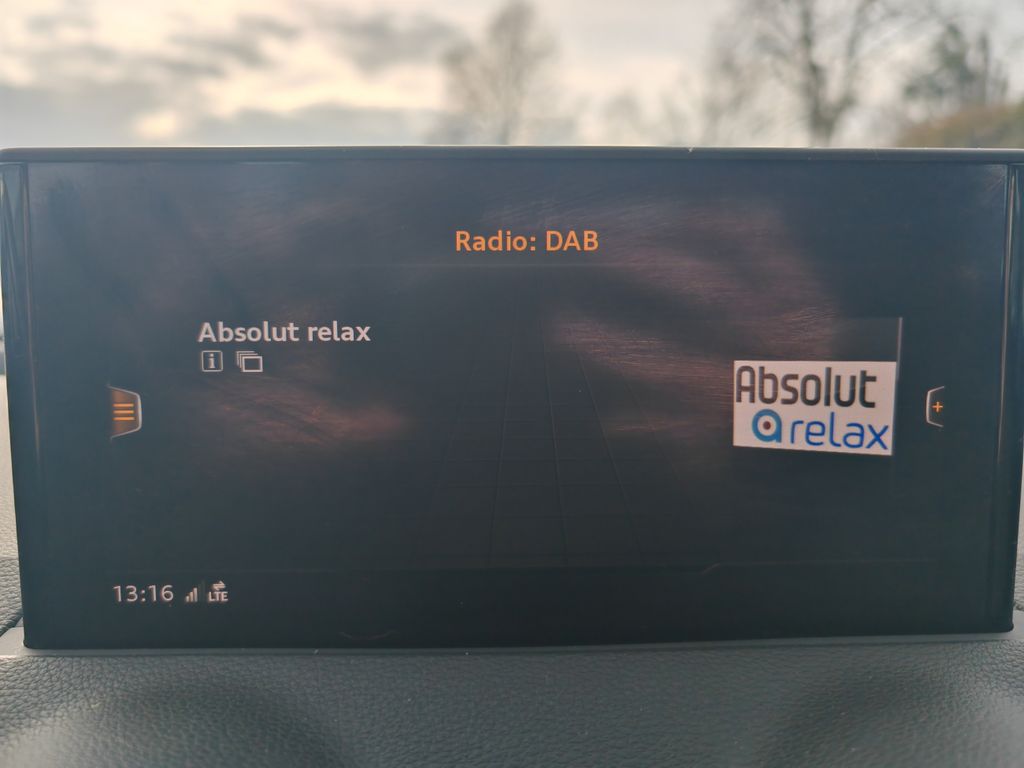 Radio: DAB
Absolut relax
Absolut
relax
13:16 LTE